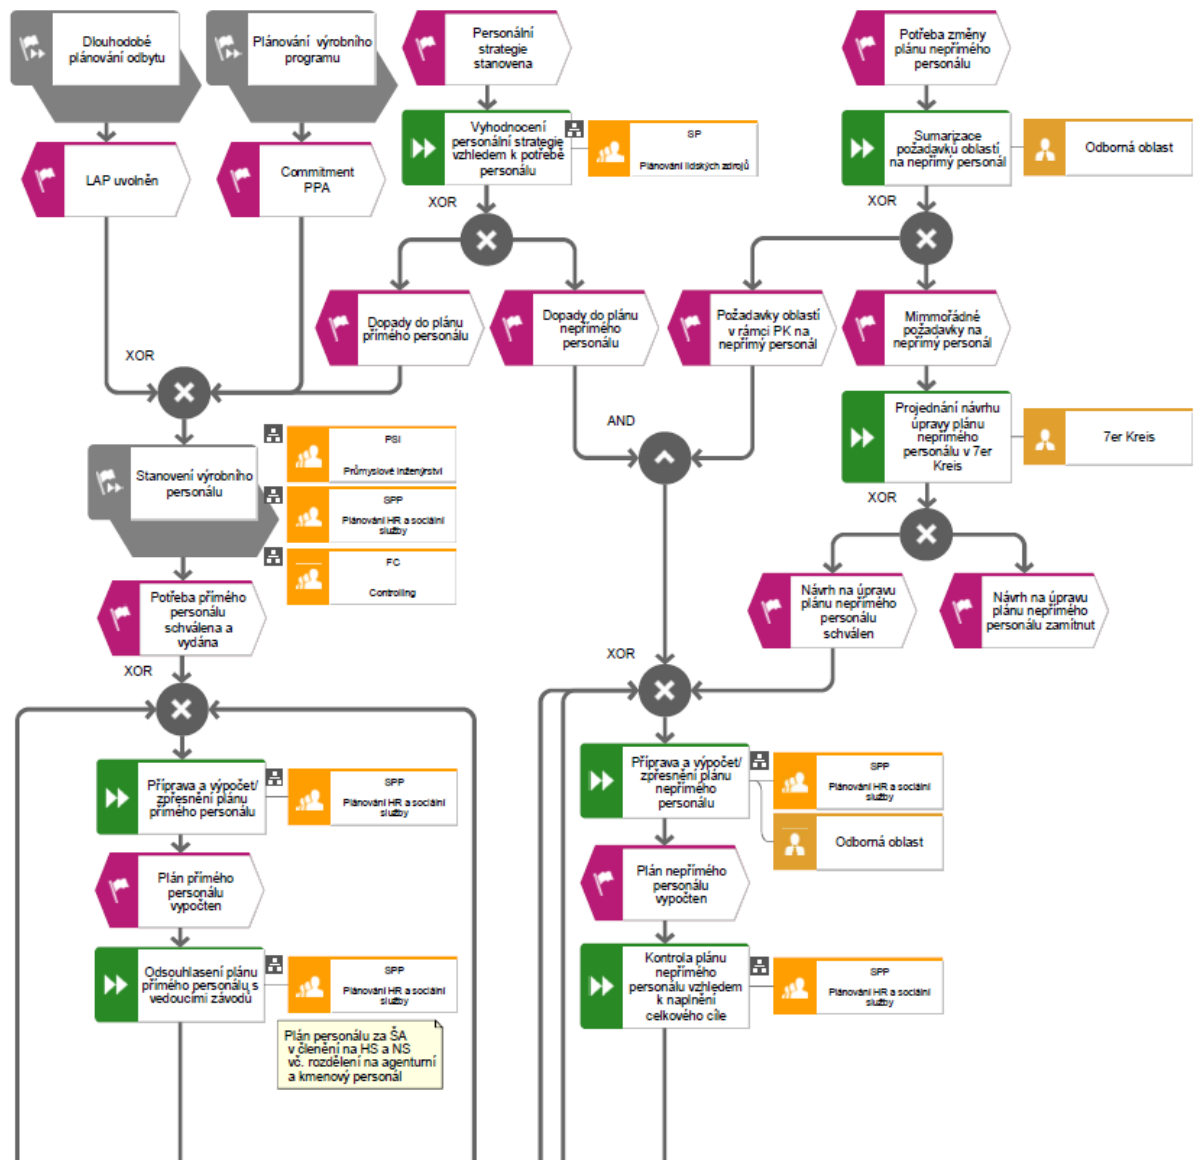 Dlouhodobé
plánování odbytu
Plánování výrobního
programu
Personální
strategie
stanovena
Potřeba změny
plánu nepřímého
personálu
LAP uvolněn
Commitment
PPA
Vyhodnocení
personální strategie
vzhledem k potřebě
personálu
SP
Plánování lidských zdrojů
Sumarizace
požadavků oblastí
na nepřímý personál
Odborná oblast
XOR
XOR
Dopady do plánu
přímého personálu
Dopady do plánu
nepřímého
personálu
Požadavky oblastí
v rámci PK na
nepřímý personál
Mimmořádné
požadavky na
nepřímý personál
XOR
AND
Projednání návrhu
úpravy plánu
nepřímého
personálu v 7er
Kreis
7er Kreis
Stanovení výrobního
personálu
PSI
Průmyslové inženýrství
SPP
Plánování HR a sociální
služby
FC
Controlling
XOR
Potřeba přímého
personálu
schválena a
vydána
Návrh na úpravu
plánu nepřímého
personálu
schválen
Návrh na úpravu
plánu nepřímého
personálu zamítnut
XOR
XOR
Příprava a výpočet/
zpřesnění plánu
přímého personálu
SPP
Plánování HR a sociální
služby
Příprava a výpočet/
zpřesnění plánu
nepřímého
personálu
SPP
Plánování HR a sociální
služby
Odborná oblast
Plán přímého
personálu
vypočten
Plán nepřímého
personálu
vypočten
Odsouhlasení plánu
přímého personálu s
vedoucími závodů
SPP
Plánování HR a sociální
služby
Kontrola plánu
nepřímého
personálu vzhledem
k naplnění
celkového cíle
SPP
Plánování HR a sociální
služby
Plán personálu za ŠA
v členění na HS a NS
vč. rozdělení na agenturní
a kmenový personál